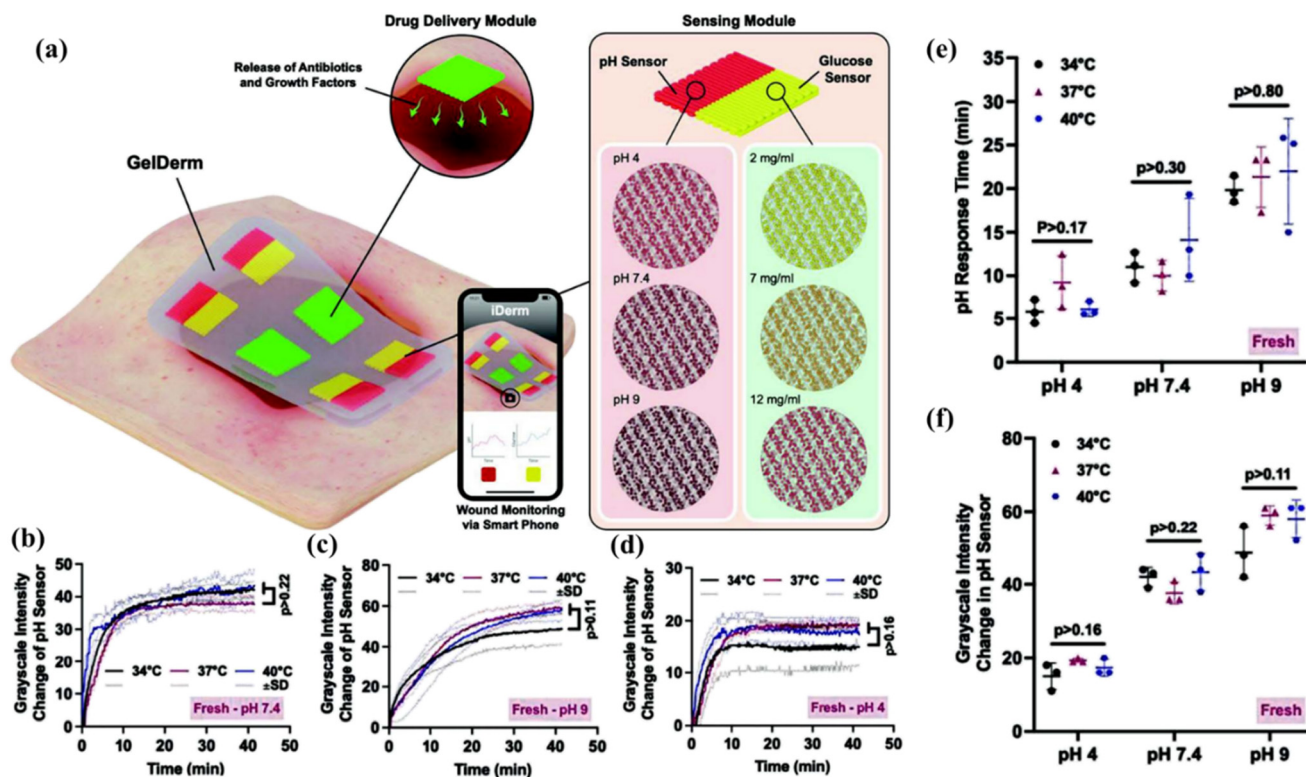 (a)
Drug Delivery Module
Release of Antibiotics
and Growth Factors
GelDerm
iDerm
Wound Monitoring
via Smart Phone
Sensing Module
pH Sensor
Glucose
Sensor
pH 4
2 mg/ml
pH 7.4
7 mg/ml
pH 9
12 mg/ml
(b)
Grayscale Intensity
Change of pH Sensor
50
40
30
20
10
0
p>0.22
34°C 37°C 40°C
±SD
Fresh - pH 7.4
0 10 20 30 40 50
Time (min)
(c)
Grayscale Intensity
Change of pH Sensor
80
60
40
20
0
34°C 37°C 40°C
±SD
p>0.11
Fresh - pH 9
0 10 20 30 40 50
Time (min)
(d)
Grayscale Intensity
Change of pH Sensor
30
20
10
0
34°C 37°C 40°C
±SD
p>0.16
Fresh - pH 4
0 10 20 30 40 50
Time (min)
(e)
pH Response Time (min)
35
30
25
20
15
10
5
0
34°C
37°C
40°C
P>0.17
p>0.30
p>0.80
Fresh
pH 4 pH 7.4 pH 9
(f)
Grayscale Intensity
Change in pH Sensor
80
60
40
20
0
34°C
37°C
40°C
p>0.16
p>0.22
p>0.11
Fresh
pH 4 pH 7.4 pH 9